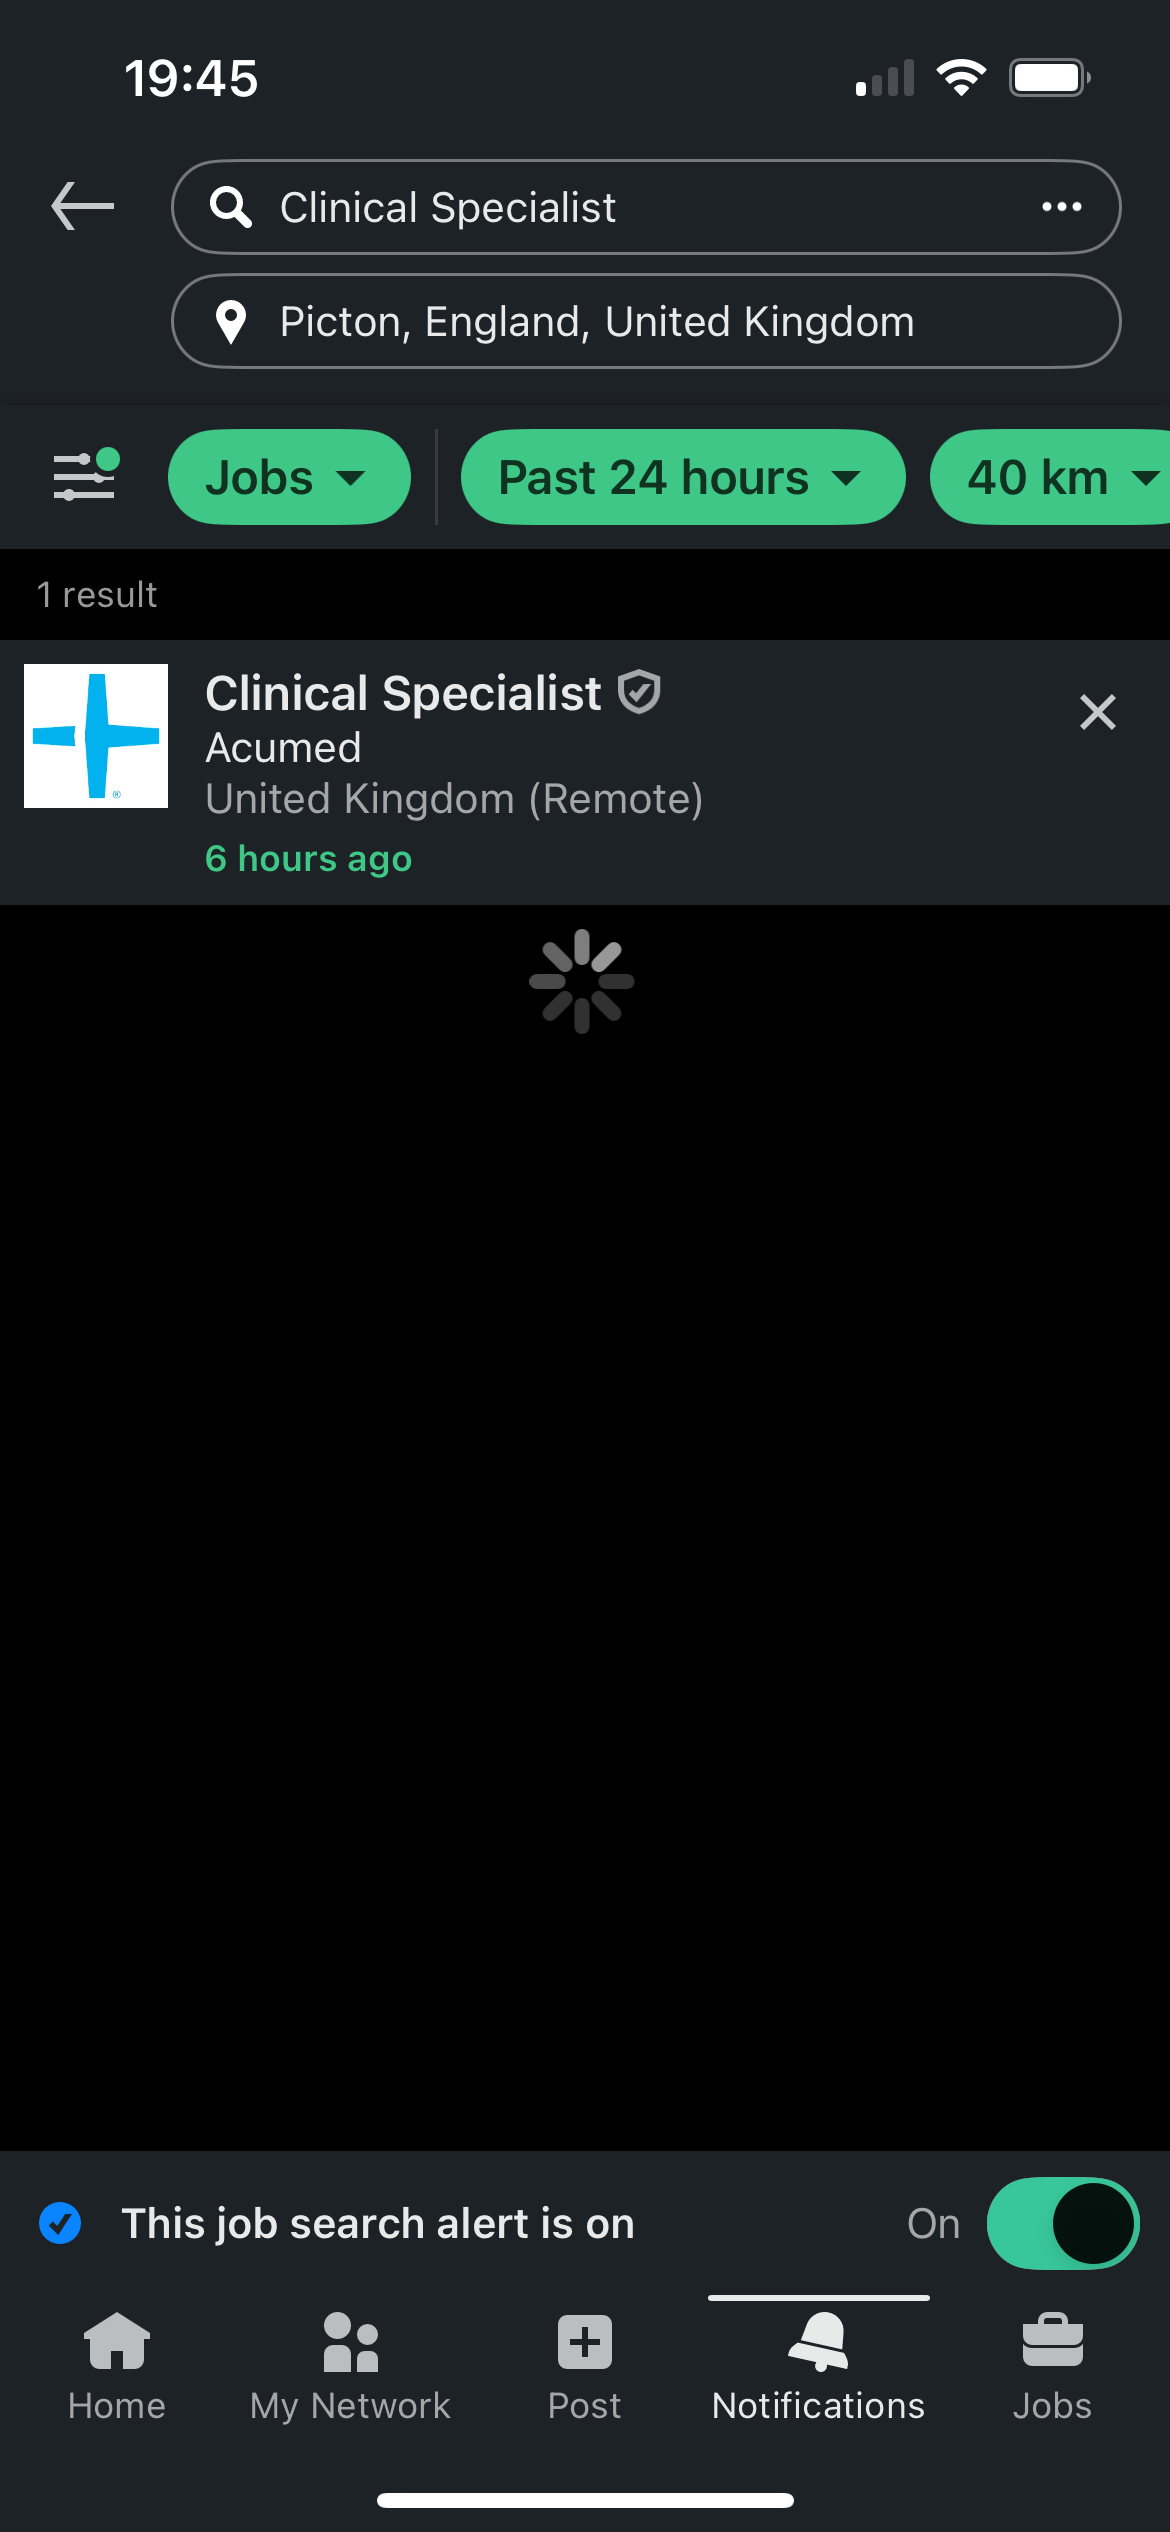 19:45
Clinical Specialist
Picton, England, United Kingdom
Jobs
Past 24 hours
40 km
1 result
Clinical Specialist
Acumed
United Kingdom (Remote)
6 hours ago
®
This job search alert is on
On
Home
My Network
Post
Notifications
Jobs